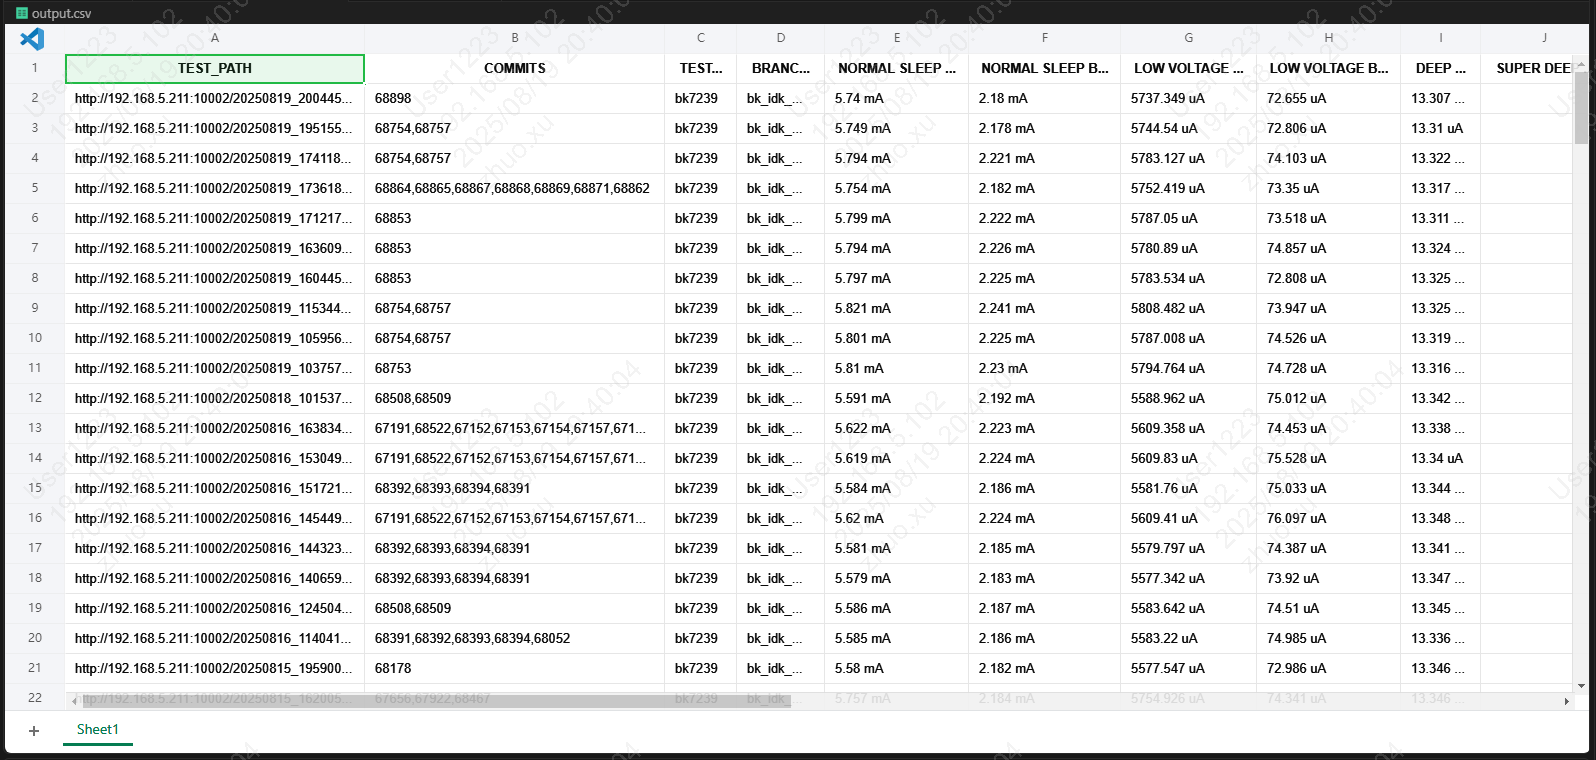 output.csv
A B C D E F G H I J
1 TEST_PATH COMMITS TEST... BRANC... NORMAL SLEEP ... NORMAL SLEEP B... LOW VOLTAGE ... LOW VOLTAGE B... DEEP ... SUPER DEE
2 http://192.168.5.211:10002/20250819_200445... 68898 bk7239 bk_idk_... 5.74 mA 2.18 mA 5737.349 uA 72.655 uA 13.307 ...
3 http://192.168.5.211:10002/20250819_195155... 68754,68757 bk7239 bk_idk_... 5.749 mA 2.178 mA 5744.54 uA 72.806 uA 13.31 uA
4 http://192.168.5.211:10002/20250819_174118... 68754,68757 bk7239 bk_idk_... 5.794 mA 2.221 mA 5783.127 uA 74.103 uA 13.322 ...
5 http://192.168.5.211:10002/20250819_173618... 68864,68865,68867,68868,68869,68871,68862 bk7239 bk_idk_... 5.754 mA 2.182 mA 5752.419 uA 73.35 uA 13.317 ...
6 http://192.168.5.211:10002/20250819_171217... 68853 bk7239 bk_idk_... 5.799 mA 2.222 mA 5787.05 uA 73.518 uA 13.311 ...
7 http://192.168.5.211:10002/20250819_163609... 68853 bk7239 bk_idk_... 5.794 mA 2.226 mA 5780.89 uA 74.857 uA 13.324 ...
8 http://192.168.5.211:10002/20250819_160445... 68853 bk7239 bk_idk_... 5.797 mA 2.225 mA 5783.534 uA 72.808 uA 13.325 ...
9 http://192.168.5.211:10002/20250819_115344... 68754,68757 bk7239 bk_idk_... 5.821 mA 2.241 mA 5808.482 uA 73.947 uA 13.325 ...
10 http://192.168.5.211:10002/20250819_105956... 68754,68757 bk7239 bk_idk_... 5.801 mA 2.225 mA 5787.008 uA 74.526 uA 13.319 ...
11 http://192.168.5.211:10002/20250819_103757... 68753 bk7239 bk_idk_... 5.81 mA 2.23 mA 5794.764 uA 74.728 uA 13.316 ...
12 http://192.168.5.211:10002/20250818_101537... 68508,68509 bk7239 bk_idk_... 5.591 mA 2.192 mA 5588.962 uA 75.012 uA 13.342 ...
13 http://192.168.5.211:10002/20250816_163834... 67191,68522,67152,67153,67154,67157,671... bk7239 bk_idk_... 5.622 mA 2.223 mA 5609.358 uA 74.453 uA 13.338 ...
14 http://192.168.5.211:10002/20250816_153049... 67191,68522,67152,67153,67154,67157,671... bk7239 bk_idk_... 5.619 mA 2.224 mA 5609.83 uA 75.528 uA 13.34 uA
15 http://192.168.5.211:10002/20250816_151721... 68392,68393,68394,68391 bk7239 bk_idk_... 5.584 mA 2.186 mA 5581.76 uA 75.033 uA 13.344 ...
16 http://192.168.5.211:10002/20250816_145449... 67191,68522,67152,67153,67154,67157,671... bk7239 bk_idk_... 5.62 mA 2.224 mA 5609.41 uA 76.097 uA 13.348 ...
17 http://192.168.5.211:10002/20250816_144323... 68392,68393,68394,68391 bk7239 bk_idk_... 5.581 mA 2.185 mA 5579.797 uA 74.387 uA 13.341 ...
18 http://192.168.5.211:10002/20250816_140659... 68392,68393,68394,68391 bk7239 bk_idk_... 5.579 mA 2.183 mA 5577.342 uA 73.92 uA 13.347 ...
19 http://192.168.5.211:10002/20250816_124504... 68508,68509 bk7239 bk_idk_... 5.586 mA 2.187 mA 5583.642 uA 74.51 uA 13.345 ...
20 http://192.168.5.211:10002/20250816_114041... 68391,68392,68393,68394,68052 bk7239 bk_idk_... 5.585 mA 2.186 mA 5583.22 uA 74.985 uA 13.336 ...
21 http://192.168.5.211:10002/20250815_195900... 68178 bk7239 bk_idk_... 5.58 mA 2.182 mA 5577.547 uA 72.986 uA 13.346 ...
22 http://192.168.5.211:10002/20250815_162005... 67656,67922,68467 bk7239 bk_idk_... 5.757 mA 2.184 mA 5754.926 uA 74.341 uA 13.346 ...
+ Sheet1
User1223
192.168.5.102
2025/08/19 20:40:04
zhuo.xu